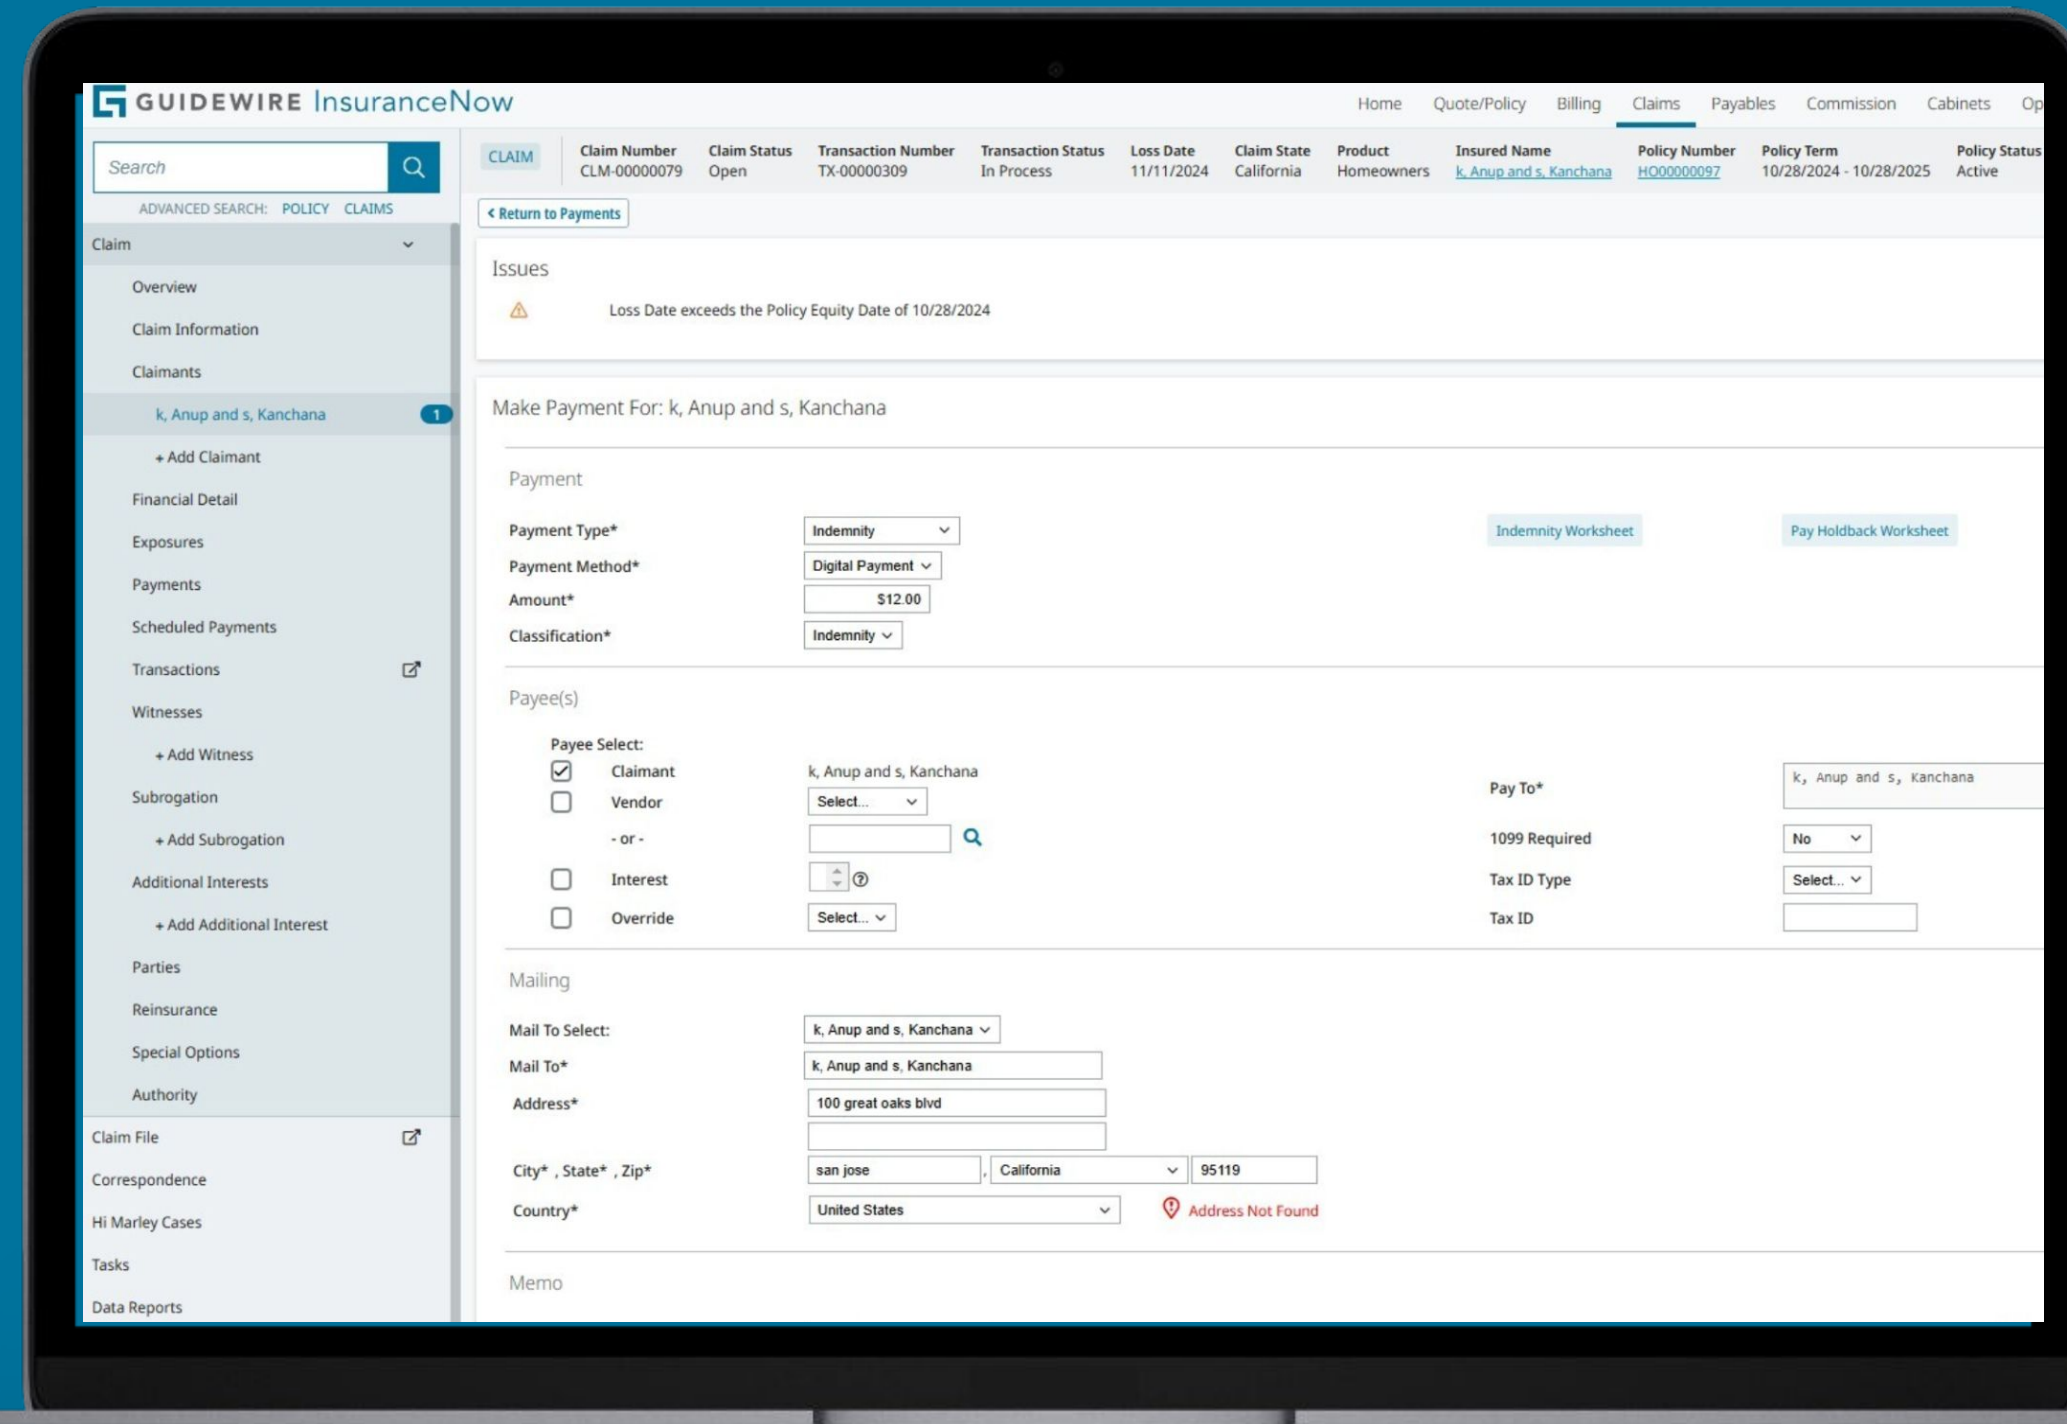 GUIDEWIRE InsuranceNow
Home Quote/Policy Billing Claims Payables Commission Cabinets Op
Search
ADVANCED SEARCH: POLICY CLAIMS
CLAIM
Claim Number Claim Status Transaction Number Transaction Status Loss Date Claim State Product Insured Name Policy Number Policy Term Policy Status
CLM-00000079 Open TX-00000309 In Process 11/11/2024 California Homeowners k, Anup and s, Kanchana HO00000097 10/28/2024 - 10/28/2025 Active
Claim
Overview
Claim Information
Claimants
k, Anup and s, Kanchana 1
+ Add Claimant
Financial Detail
Exposures
Payments
Scheduled Payments
Transactions
Witnesses
+ Add Witness
Subrogation
+ Add Subrogation
Additional Interests
+ Add Additional Interest
Parties
Reinsurance
Special Options
Authority
Claim File
Correspondence
Hi Marley Cases
Tasks
Data Reports
< Return to Payments
Issues
Loss Date exceeds the Policy Equity Date of 10/28/2024
Make Payment For: k, Anup and s, Kanchana
Payment
Payment Type* Indemnity Indemnity Worksheet Pay Holdback Worksheet
Payment Method* Digital Payment
Amount* $12.00
Classification* Indemnity
Payee(s)
Payee Select:
Claimant k, Anup and s, Kanchana
Pay To* k, Anup and s, Kanchana
Vendor Select...
- or -
1099 Required No
Interest
Tax ID Type Select...
Override Select...
Tax ID
Mailing
Mail To Select: k, Anup and s, Kanchana
Mail To* k, Anup and s, Kanchana
Address* 100 great oaks blvd
City* , State* , Zip* san jose , California 95119
Country* United States Address Not Found
Memo